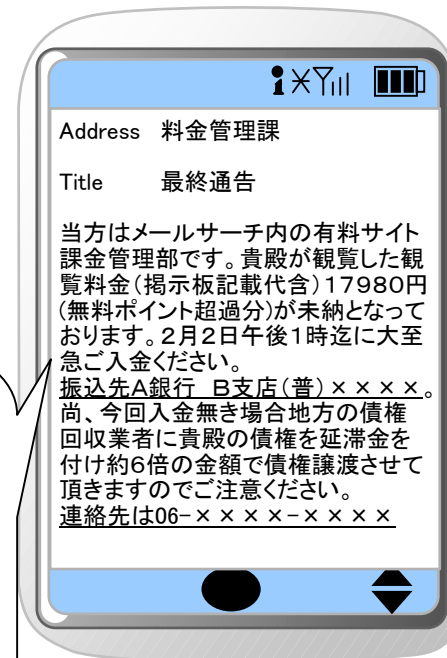 Address 料金管理課
Title 最終通告
当方はメールサーチ内の有料サイト
課金管理部です。貴殿が観覧した観
覧料金(掲示板記載代含)17980円
(無料ポイント超過分)が未納となって
おります。2月2日午後1時迄に大至
急ご入金ください。
振込先A銀行 B支店(普)××××。
尚、今回入金無き場合地方の債権
回収業者に貴殿の債権を延滞金を
付け約6倍の金額で債権譲渡させて
頂きますのでご注意ください。
連絡先は06-××××-××××